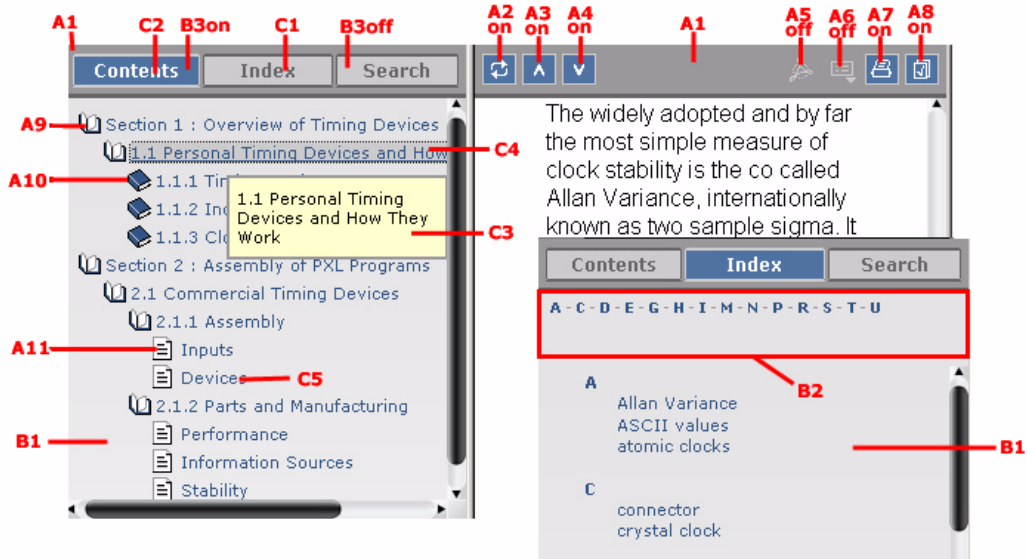 A1 C2 B3on C1 B3off
A2 on A3 on A4 on A1 A5 off A6 off A7 on A8 on
Contents Index Search
A9 Section 1 : Overview of Timing Devices
1.1 Personal Timing Devices and How C4
A10 1.1.1
1.1.2
1.1.3
1.1 Personal Timing
Devices and How They
Work
C3
Section 2 : Assembly of PXL Programs
2.1 Commercial Timing Devices
2.1.1 Assembly
A11 Inputs
Devices C5
2.1.2 Parts and Manufacturing
B1 Performance
Information Sources
Stability
The widely adopted and by far
the most simple measure of
clock stability is the co called
Allan Variance, internationally
known as two sample sigma. It
Contents Index Search
A - C - D - E - G - H - I - M - N - P - R - S - T - U
B2
A
Allan Variance
ASCII values
atomic clocks
B1
C
connector
crystal clock